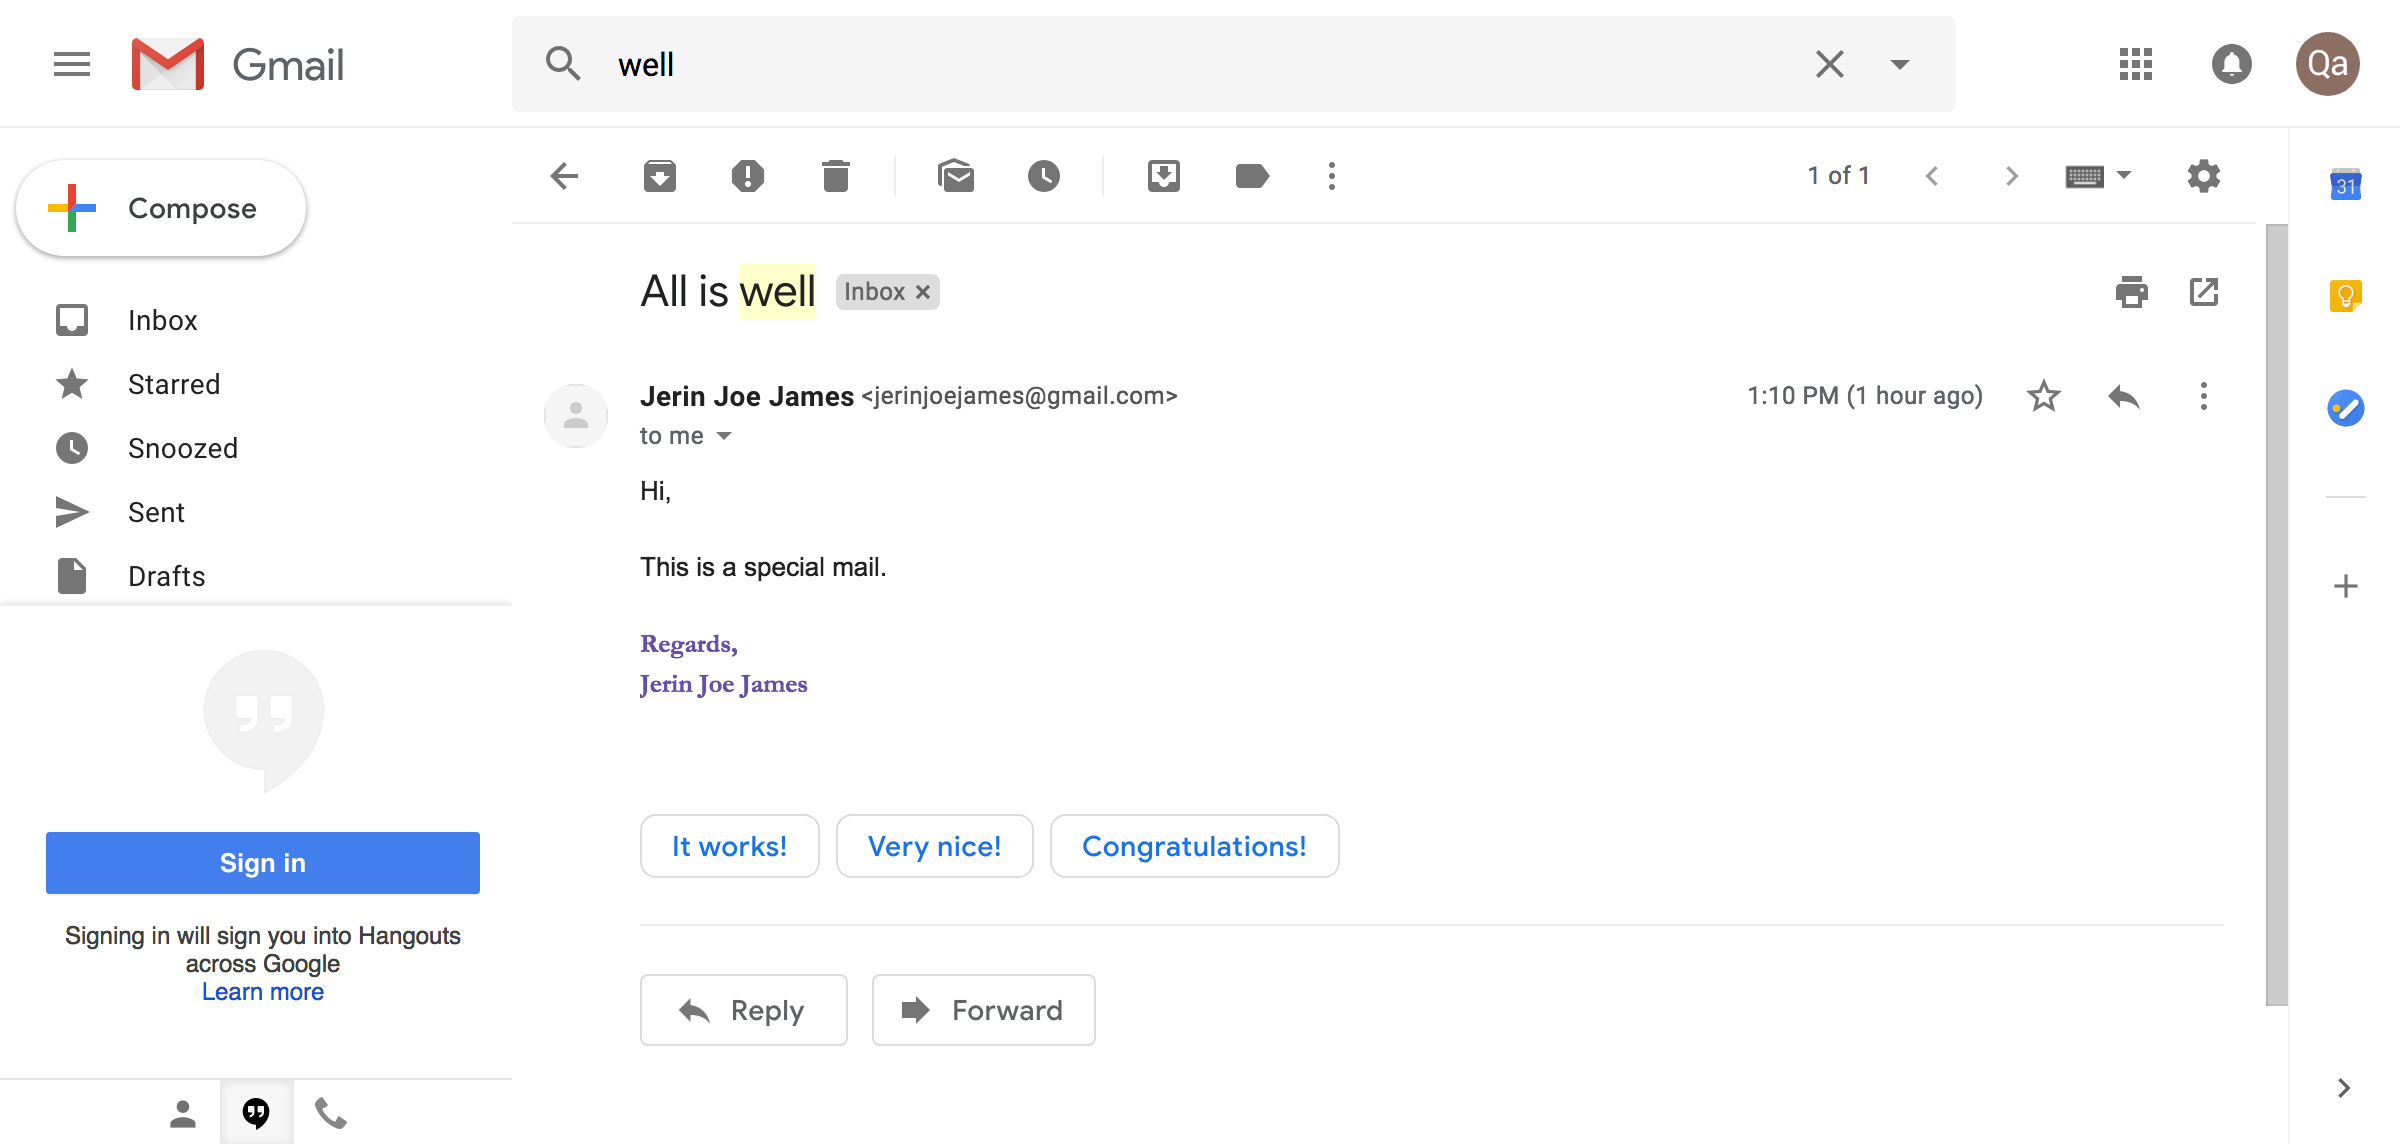 Gmail
well
Qa
Compose
1 of 1
31
Inbox
Starred
Snoozed
Sent
Drafts
All is well Inbox
Jerin Joe James <jerinjoejames@gmail.com>
1:10 PM (1 hour ago)
to me
Hi,
This is a special mail.
Regards,
Jerin Joe James
It works! Very nice! Congratulations!
Reply Forward
Sign in
Signing in will sign you into Hangouts
across Google
Learn more